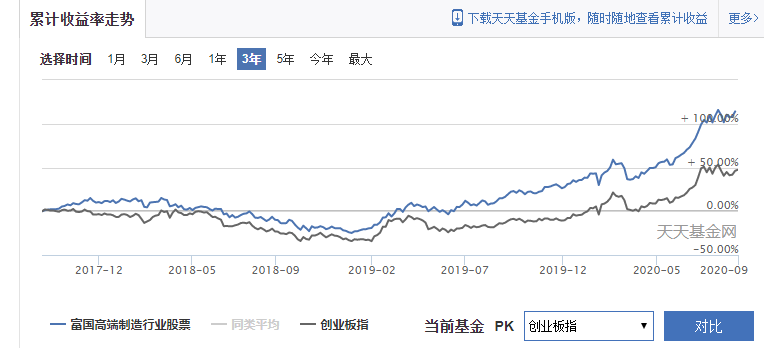 累计收益率走势
下载天天基金手机版，随时随地查看累计收益
更多>
选择时间 1月 3月 6月 1年 3年 5年 今年 最大
+ 100.00%
+ 50.00%
0.00%
天天基金网
-50.00%
2017-12 2018-05 2018-09 2019-02 2019-07 2019-12 2020-05 2020-09
富国高端制造行业股票 同类平均 创业板指 当前基金 PK 创业板指 对比